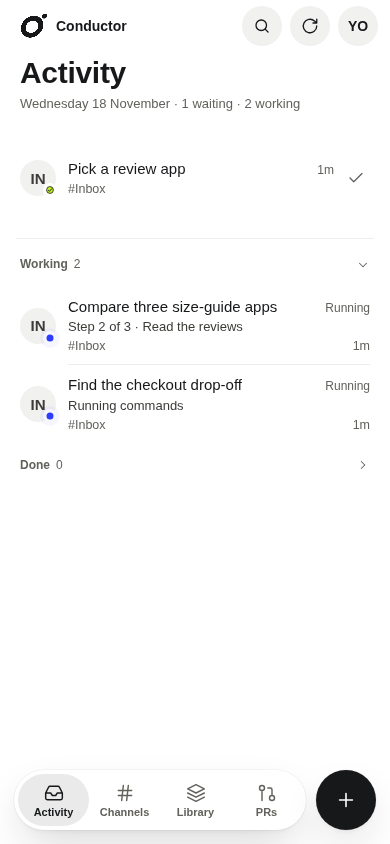 Conductor
YO
Activity
Wednesday 18 November · 1 waiting · 2 working
IN
Pick a review app
1m
#Inbox
Working 2
IN
Compare three size-guide apps
Running
Step 2 of 3 · Read the reviews
#Inbox
1m
IN
Find the checkout drop-off
Running
Running commands
#Inbox
1m
Done 0
Activity
Channels
Library
PRs